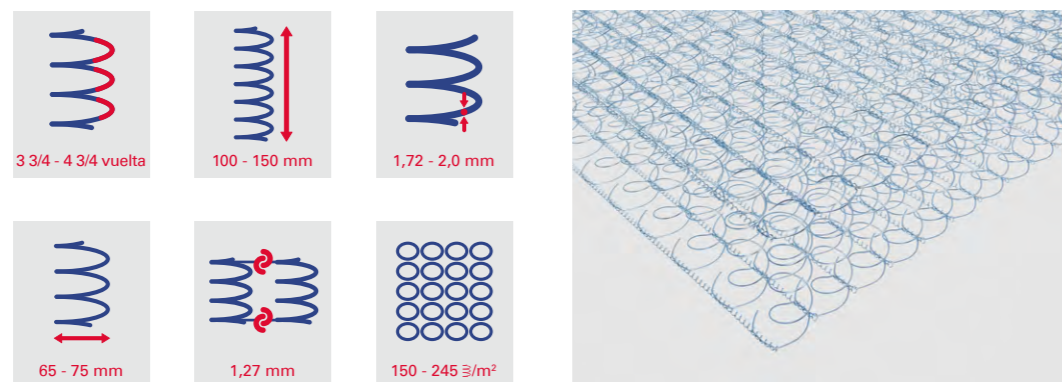 3 3/4 - 4 3/4 vuelta
100 - 150 mm
1,72 - 2,0 mm
65 - 75 mm
1,27 mm
150 - 245 /m²